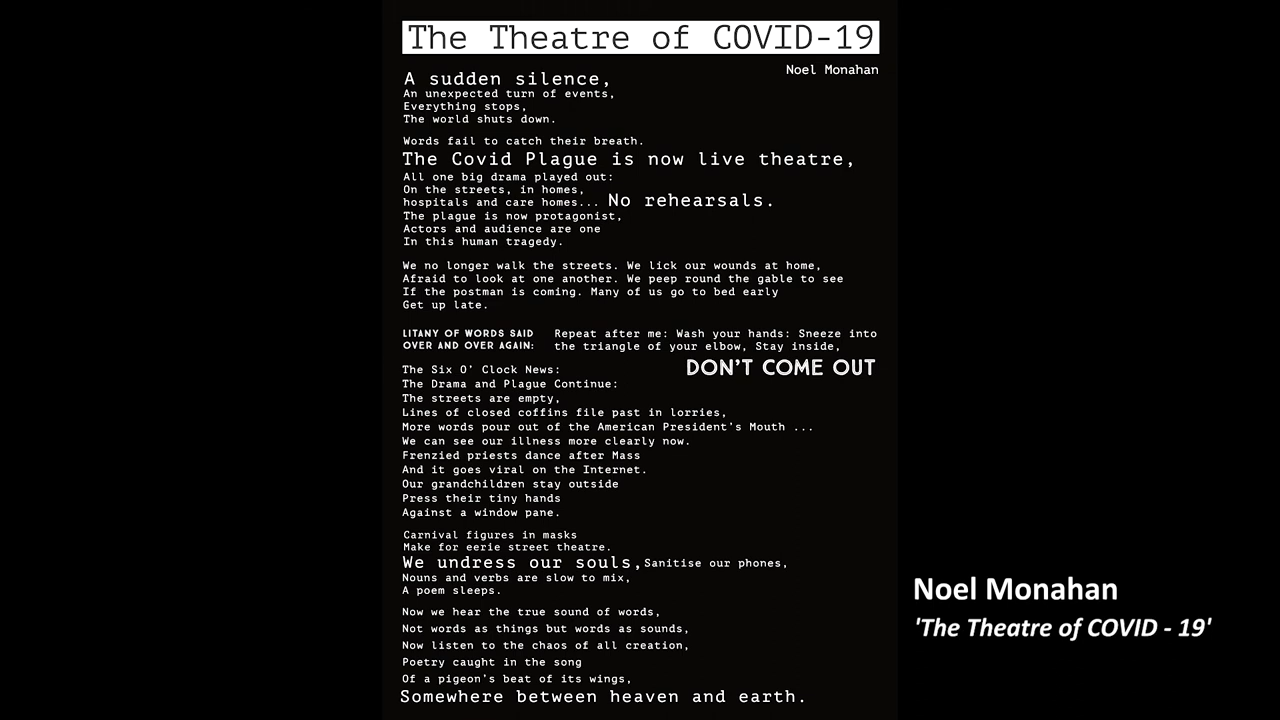 The Theatre of COVID-19
Noel Monahan
A sudden silence,
An unexpected turn of events,
Everything stops,
The world shuts down.
Words fail to catch their breath.
The Covid Plague is now live theatre,
All one big drama played out:
On the streets, in homes,
hospitals and care homes... No rehearsals.
The plague is now protagonist,
Actors and audience are one
In this human tragedy.
We no longer walk the streets. We lick our wounds at home,
Afraid to look at one another. We peep round the gable to see
If the postman is coming. Many of us go to bed early
Get up late.
LITANY OF WORDS SAID
OVER AND OVER AGAIN:
Repeat after me: Wash your hands: Sneeze into
the triangle of your elbow, Stay inside,
DON'T COME OUT
The Six O' Clock News:
The Drama and Plague Continue:
The streets are empty,
Lines of closed coffins file past in lorries,
More words pour out of the American President's Mouth ...
We can see our illness more clearly now.
Frenzied priests dance after Mass
And it goes viral on the Internet.
Our grandchildren stay outside
Press their tiny hands
Against a window pane.
Carnival figures in masks
Make for eerie street theatre.
We undress our souls, Sanitise our phones,
Nouns and verbs are slow to mix,
A poem sleeps.
Now we hear the true sound of words,
Not words as things but words as sounds,
Now listen to the chaos of all creation,
Poetry caught in the song
Of a pigeon's beat of its wings,
Somewhere between heaven and earth.
Noel Monahan
'The Theatre of COVID - 19'